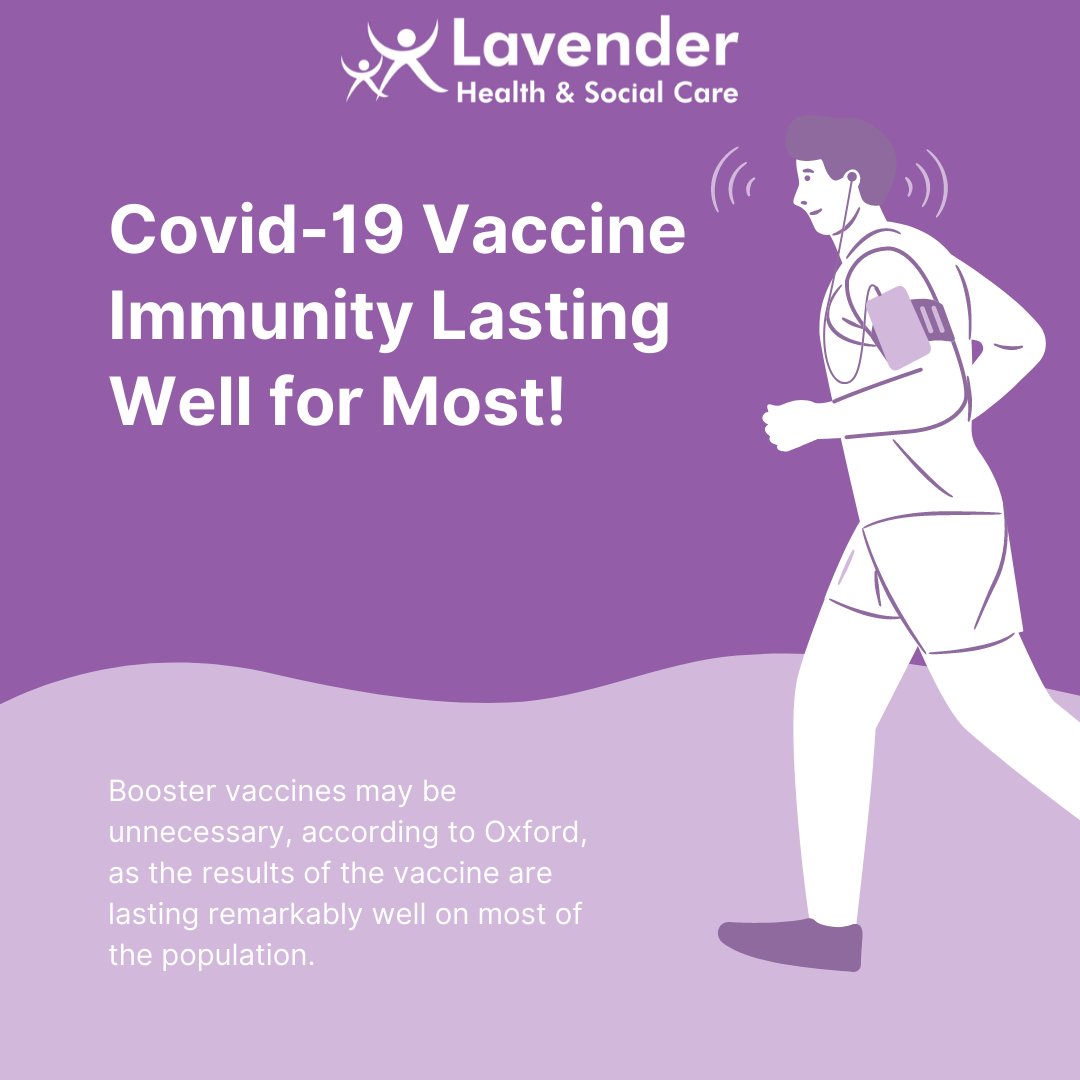 Lavender
Health & Social Care
Covid-19 Vaccine
Immunity Lasting
Well for Most!
Booster vaccines may be
unnecessary, according to Oxford,
as the results of the vaccine are
lasting remarkably well on most of
the population.